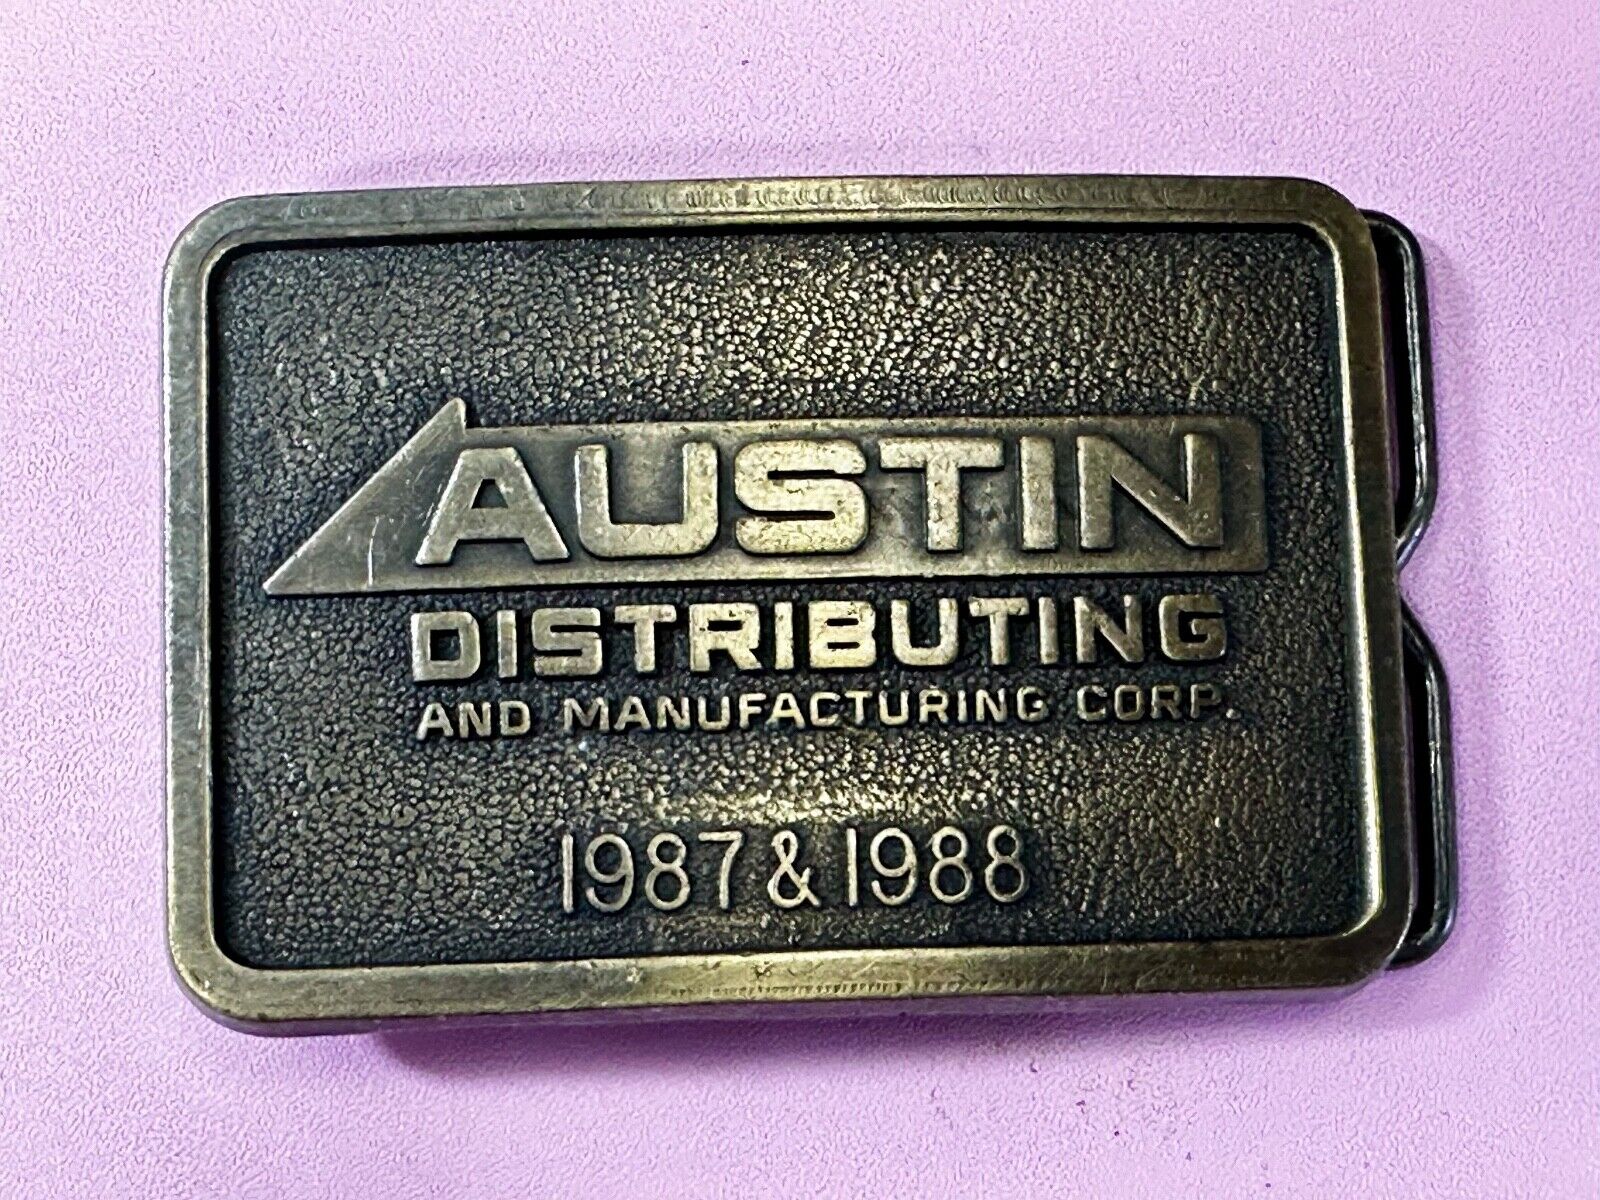 AUSTIN
DISTRIBUTING
AND MANUFACTURING CORP.
1987 & 1988